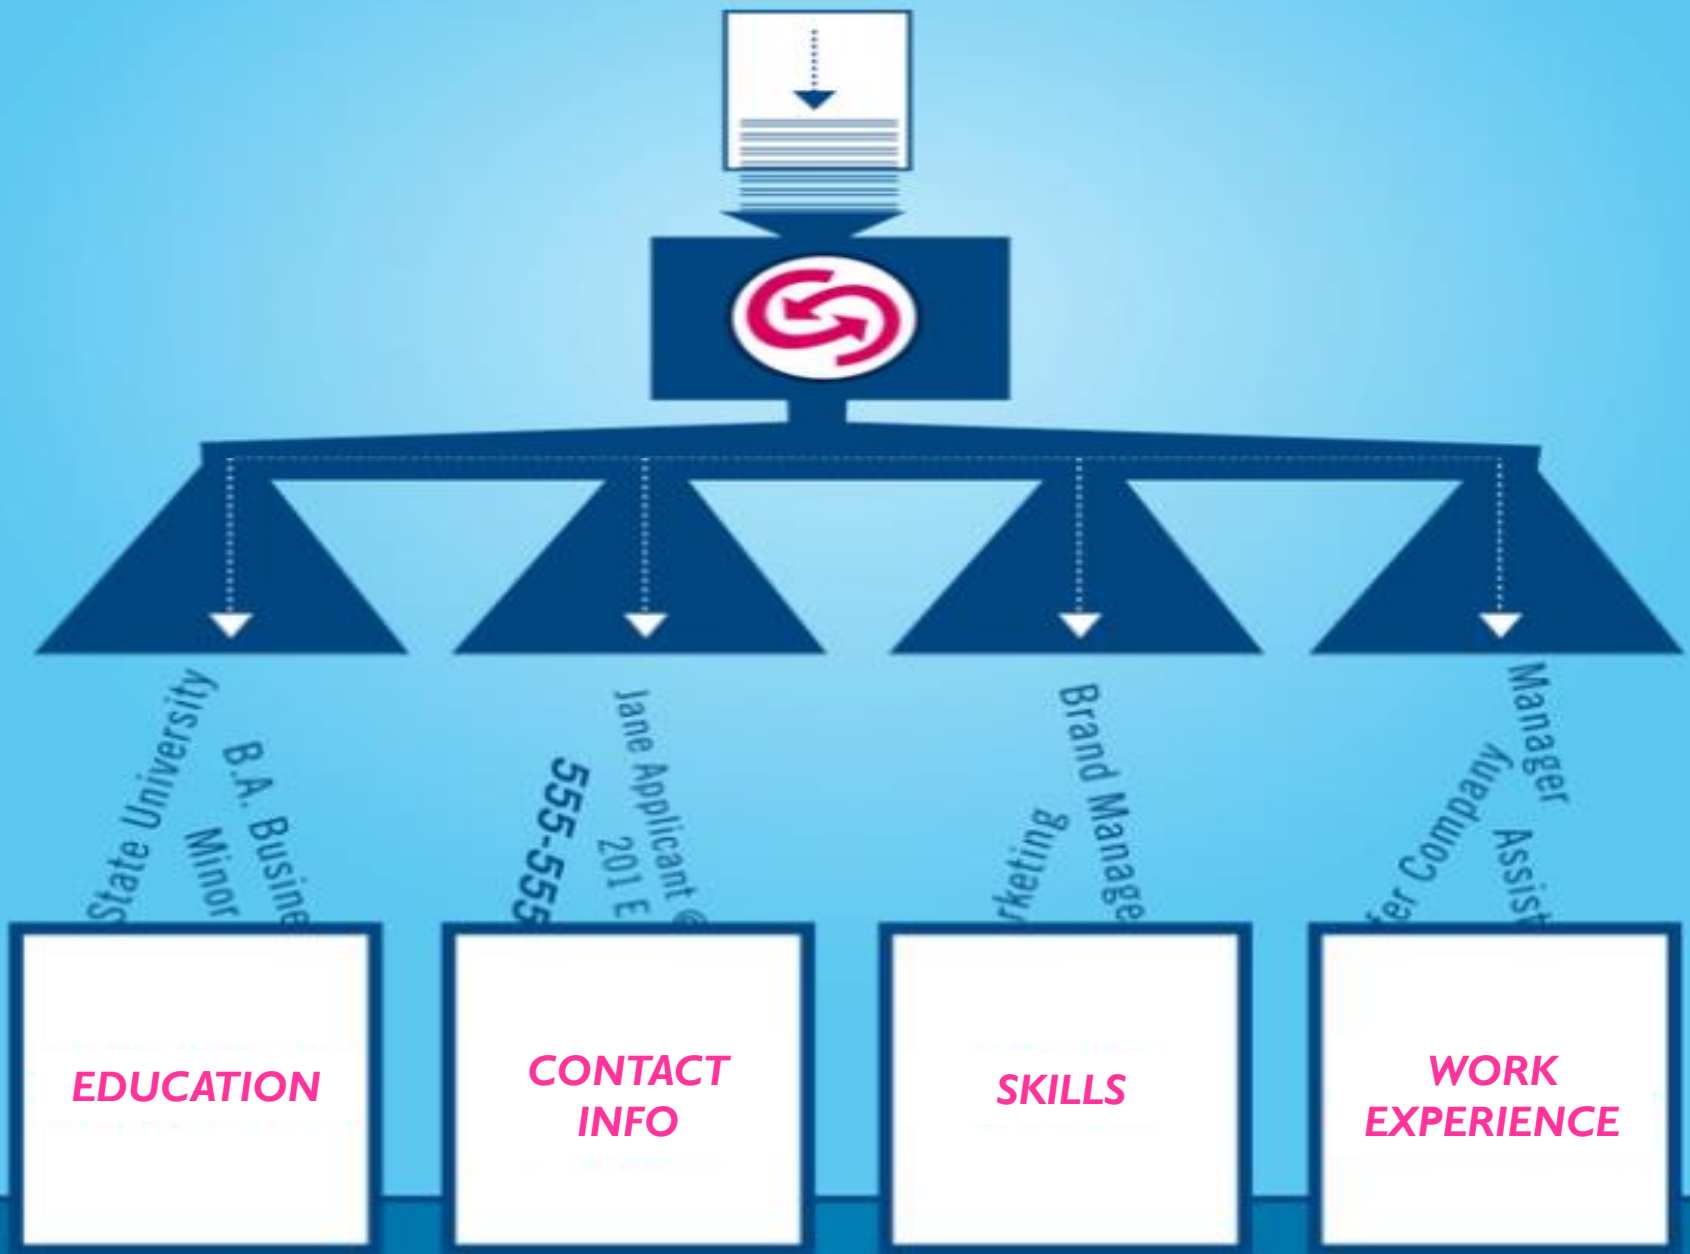 State University
B.A. Busine
Minor
Jane Applicant @
555-555
201 E
Brand Manage
rketing
Manager
fer Company
Assist
EDUCATION
CONTACT
INFO
SKILLS
WORK
EXPERIENCE